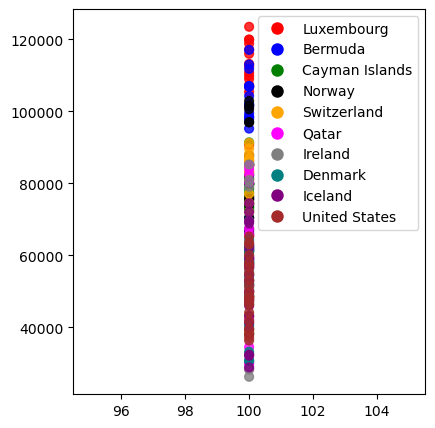 120000
100000
80000
60000
40000
96
98
100
102
104
Luxembourg
Bermuda
Cayman Islands
Norway
Switzerland
Qatar
Ireland
Denmark
Iceland
United States